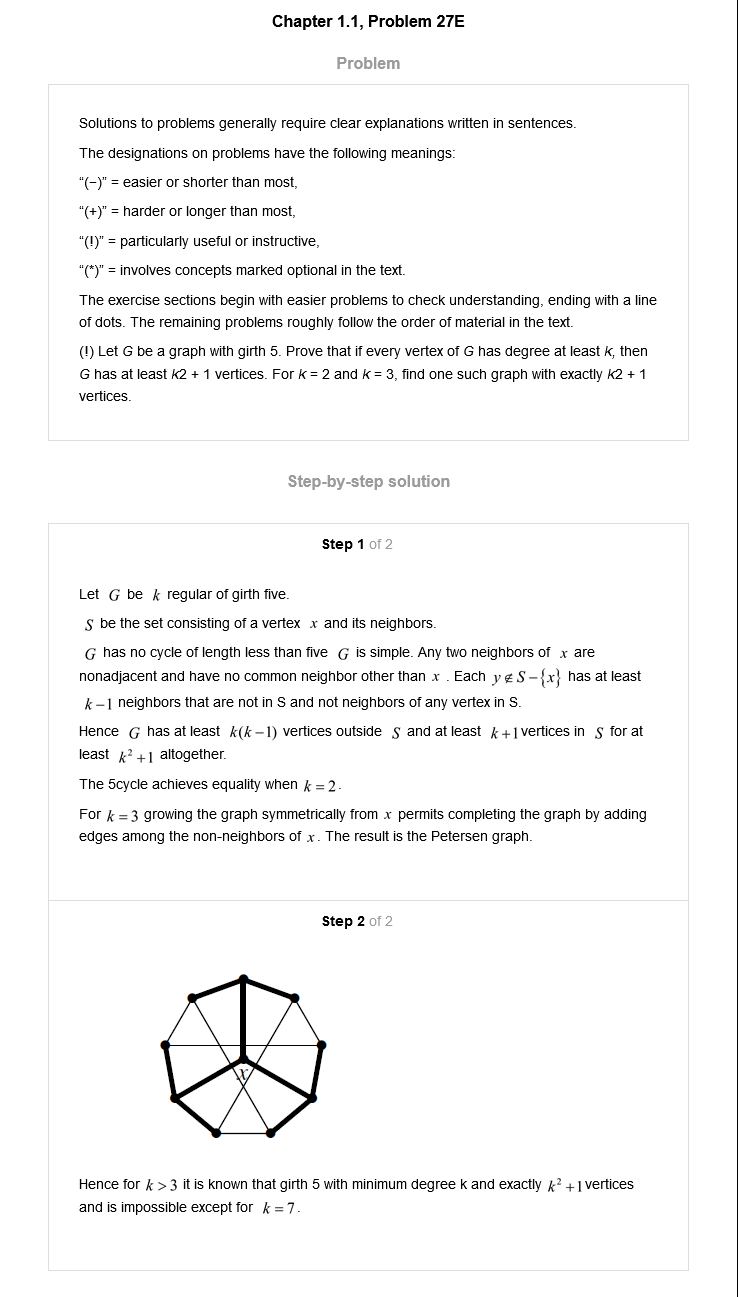 Chapter 1.1, Problem 27E
Problem
Solutions to problems generally require clear explanations written in sentences.
The designations on problems have the following meanings:
“(−)” = easier or shorter than most,
“(+)” = harder or longer than most,
“(!)” = particularly useful or instructive,
“(*)” = involves concepts marked optional in the text.
The exercise sections begin with easier problems to check understanding, ending with a line
of dots. The remaining problems roughly follow the order of material in the text.
(!) Let G be a graph with girth 5. Prove that if every vertex of G has degree at least k, then
G has at least k2 + 1 vertices. For k = 2 and k = 3, find one such graph with exactly k2 + 1
vertices.
Step-by-step solution
Step 1 of 2
Let G be k regular of girth five.
S be the set consisting of a vertex x and its neighbors.
G has no cycle of length less than five G is simple. Any two neighbors of x are
nonadjacent and have no common neighbor other than x . Each y ∉ S − {x} has at least
k − 1 neighbors that are not in S and not neighbors of any vertex in S.
Hence G has at least k(k − 1) vertices outside S and at least k + 1 vertices in S for at
least k² + 1 altogether.
The 5cycle achieves equality when k = 2 .
For k = 3 growing the graph symmetrically from x permits completing the graph by adding
edges among the non-neighbors of x . The result is the Petersen graph.
Step 2 of 2
x
Hence for k > 3 it is known that girth 5 with minimum degree k and exactly k² + 1 vertices
and is impossible except for k = 7 .